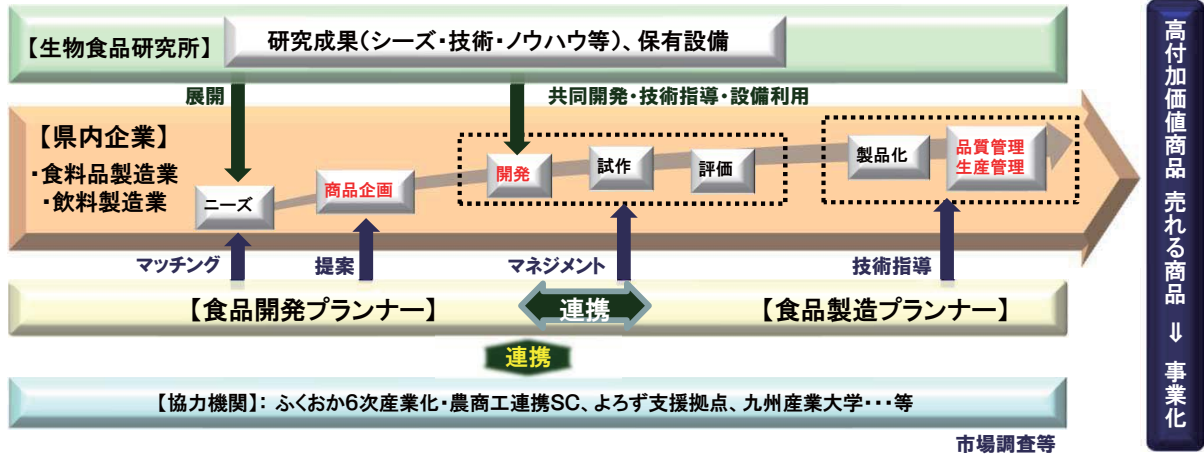 【生物食品研究所】
研究成果(シーズ・技術・ノウハウ等)、保有設備
展開
共同開発・技術指導・設備利用
【県内企業】
・食料品製造業
・飲料製造業
ニーズ
商品企画
開発
試作
評価
製品化
品質管理
生産管理
マッチング
提案
マネジメント
技術指導
【食品開発プランナー】
連携
【食品製造プランナー】
連携
【協力機関】: ふくおか6次産業化・農商工連携SC、よろず支援拠点、九州産業大学・・・等
市場調査等
高付加価値商品 売れる商品 ⇒ 事業化